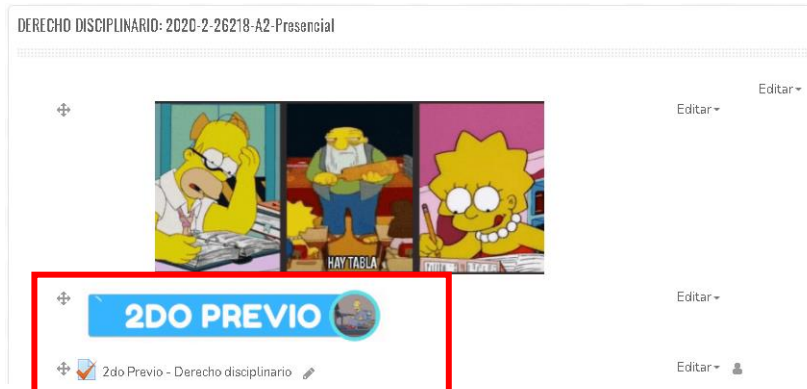 DERECHO DISCIPLINARIO: 2020-2-26218-A2-Presencial
Editar
Editar
HAY TABLA
Editar
2DO PREVIO
2do Previo - Derecho disciplinario
Editar